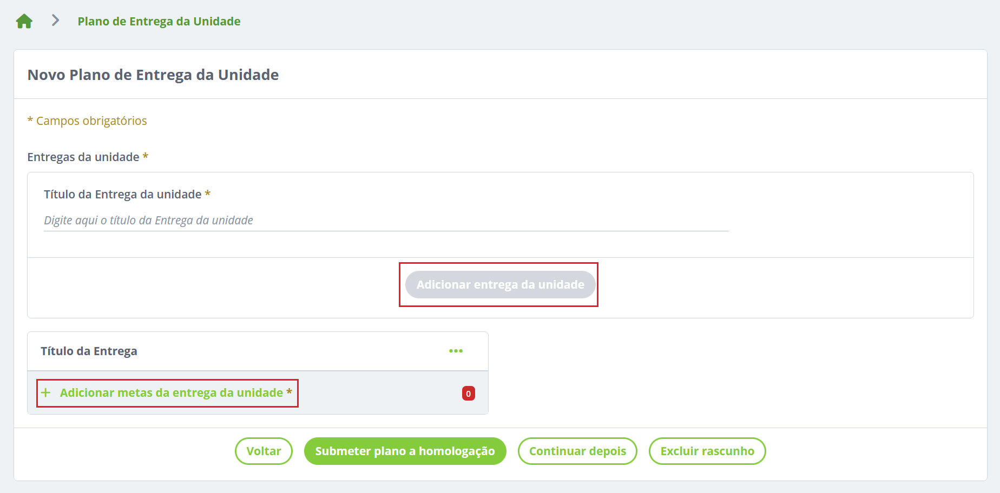 Plano de Entrega da Unidade
Novo Plano de Entrega da Unidade
* Campos obrigatórios
Entregas da unidade *
Título da Entrega da unidade *
Digite aqui o título da Entrega da unidade
Adicionar entrega da unidade
Título da Entrega
+ Adicionar metas da entrega da unidade *
0
Voltar
Submeter plano a homologação
Continuar depois
Excluir rascunho